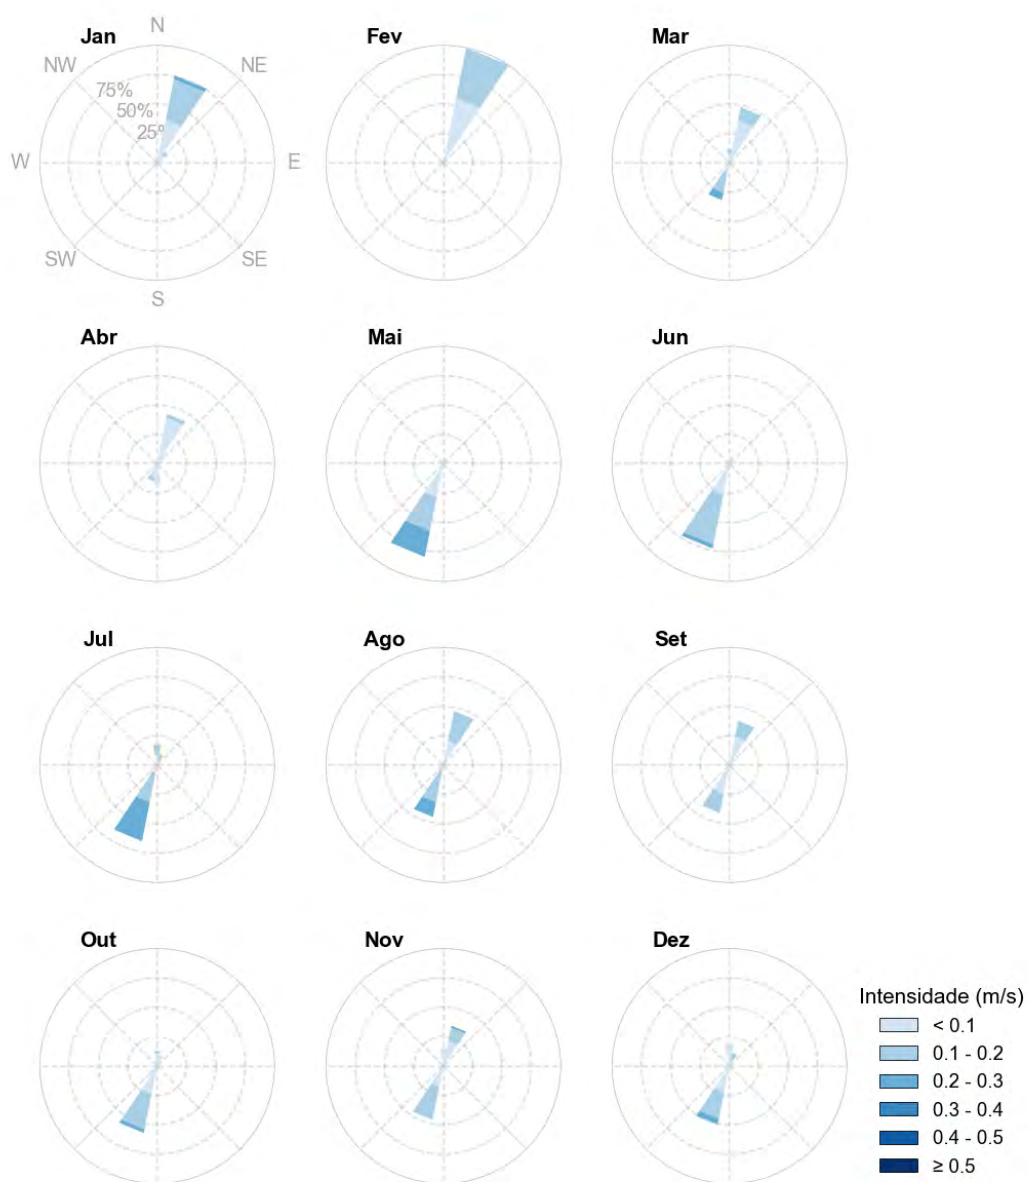 Jan
N
Fev
Mar
NW
NE
75%
50%
25%
W
E
SW
SE
S
Abr
Mai
Jun
Jul
Ago
Set
Out
Nov
Dez
Intensidade (m/s)
< 0.1
0.1 - 0.2
0.2 - 0.3
0.3 - 0.4
0.4 - 0.5
≥ 0.5